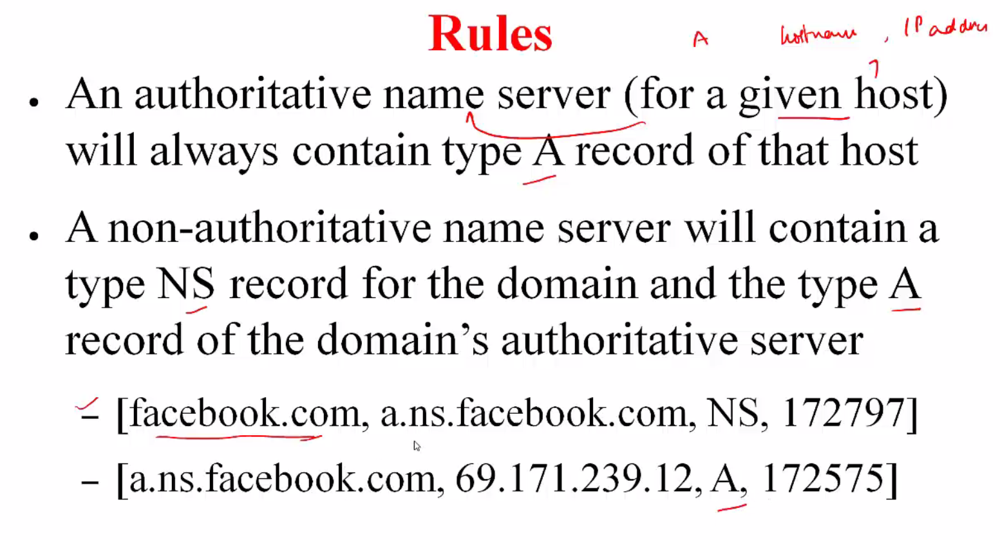 Rules
A hostname , IP address
• An authoritative name server (for a given host)
will always contain type A record of that host
• A non-authoritative name server will contain a
type NS record for the domain and the type A
record of the domain’s authoritative server
– [facebook.com, a.ns.facebook.com, NS, 172797]
– [a.ns.facebook.com, 69.171.239.12, A, 172575]